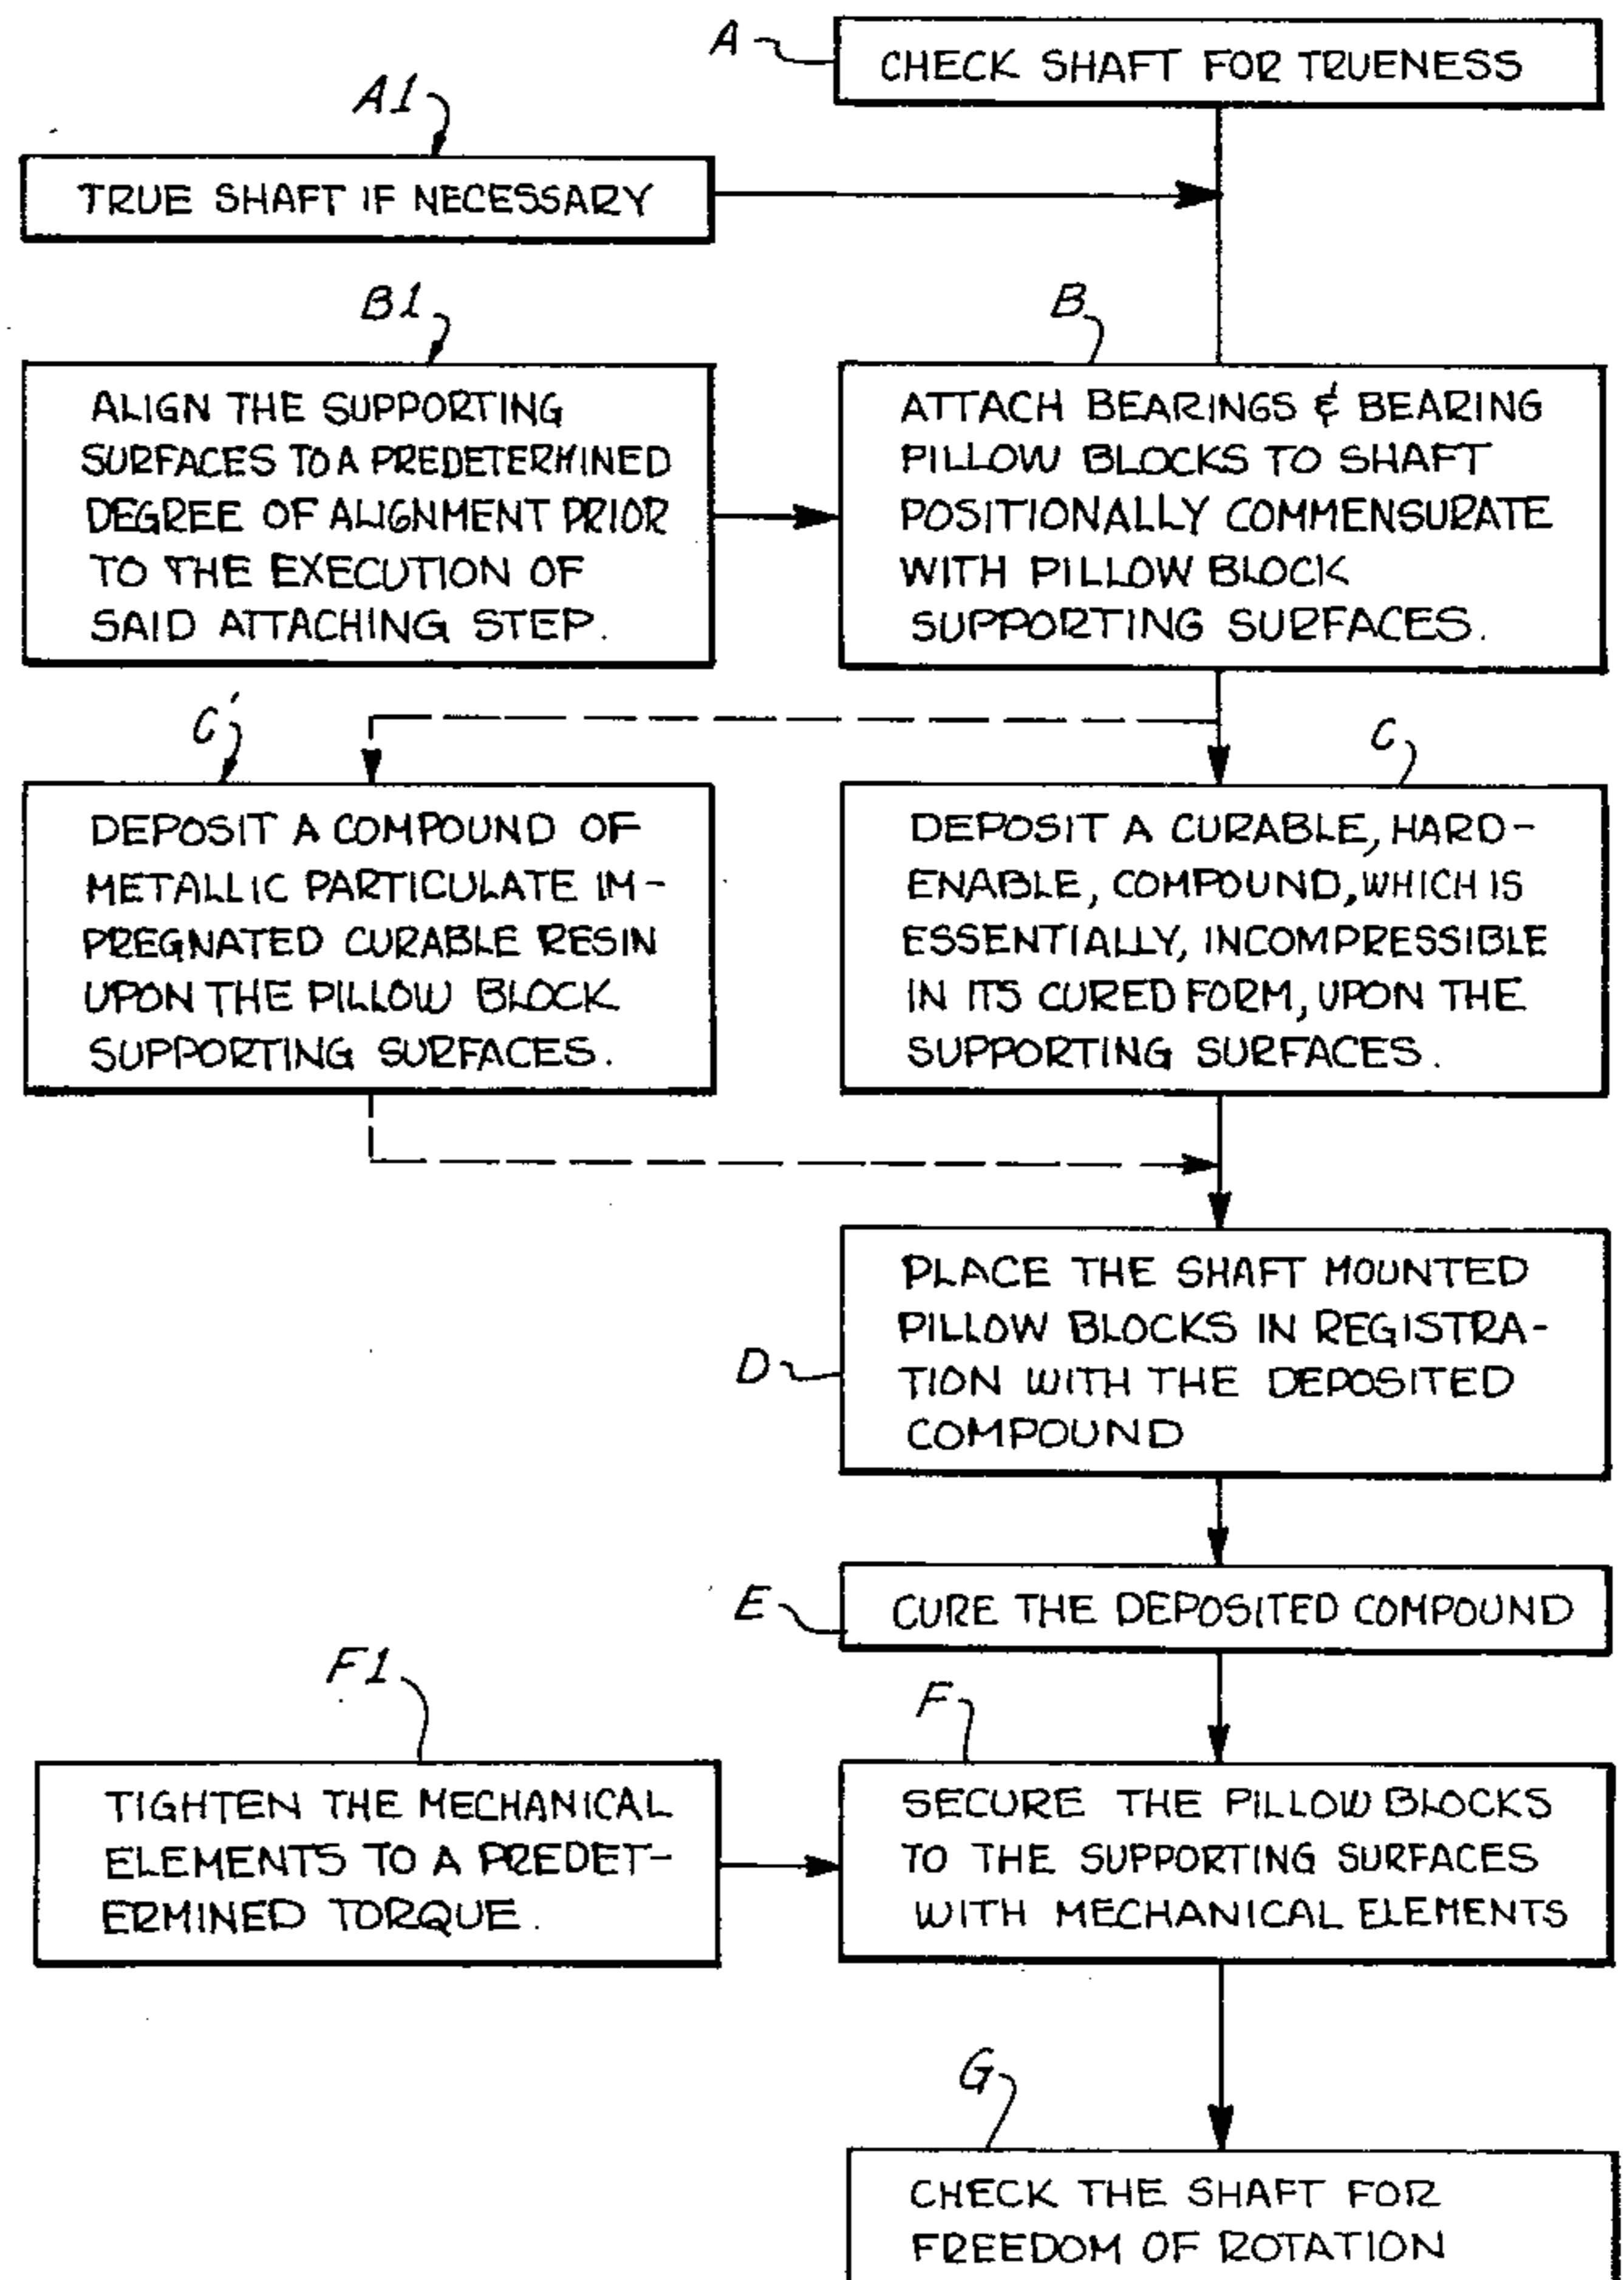 A
CHECK SHAFT FOR TRUENESS
A1
TRUE SHAFT IF NECESSARY
B1
ALIGN THE SUPPORTING
SURFACES TO A PREDETERMINED
DEGREE OF ALIGNMENT PRIOR
TO THE EXECUTION OF
SAID ATTACHING STEP.
B
ATTACH BEARINGS & BEARING
PILLOW BLOCKS TO SHAFT
POSITIONALLY COMMENSURATE
WITH PILLOW BLOCK
SUPPORTING SURFACES.
C'
DEPOSIT A COMPOUND OF
METALLIC PARTICULATE IM-
PREGNATED CURABLE RESIN
UPON THE PILLOW BLOCK
SUPPORTING SURFACES.
C
DEPOSIT A CURABLE, HARD-
ENABLE, COMPOUND, WHICH IS
ESSENTIALLY, INCOMPRESSIBLE
IN ITS CURED FORM, UPON THE
SUPPORTING SURFACES.
D
PLACE THE SHAFT MOUNTED
PILLOW BLOCKS IN REGISTRA-
TION WITH THE DEPOSITED
COMPOUND
E
CURE THE DEPOSITED COMPOUND
F1
TIGHTEN THE MECHANICAL
ELEMENTS TO A PREDET-
ERMINED TORQUE.
F
SECURE THE PILLOW BLOCKS
TO THE SUPPORTING SURFACES
WITH MECHANICAL ELEMENTS
G
CHECK THE SHAFT FOR
FREEDOM OF ROTATION